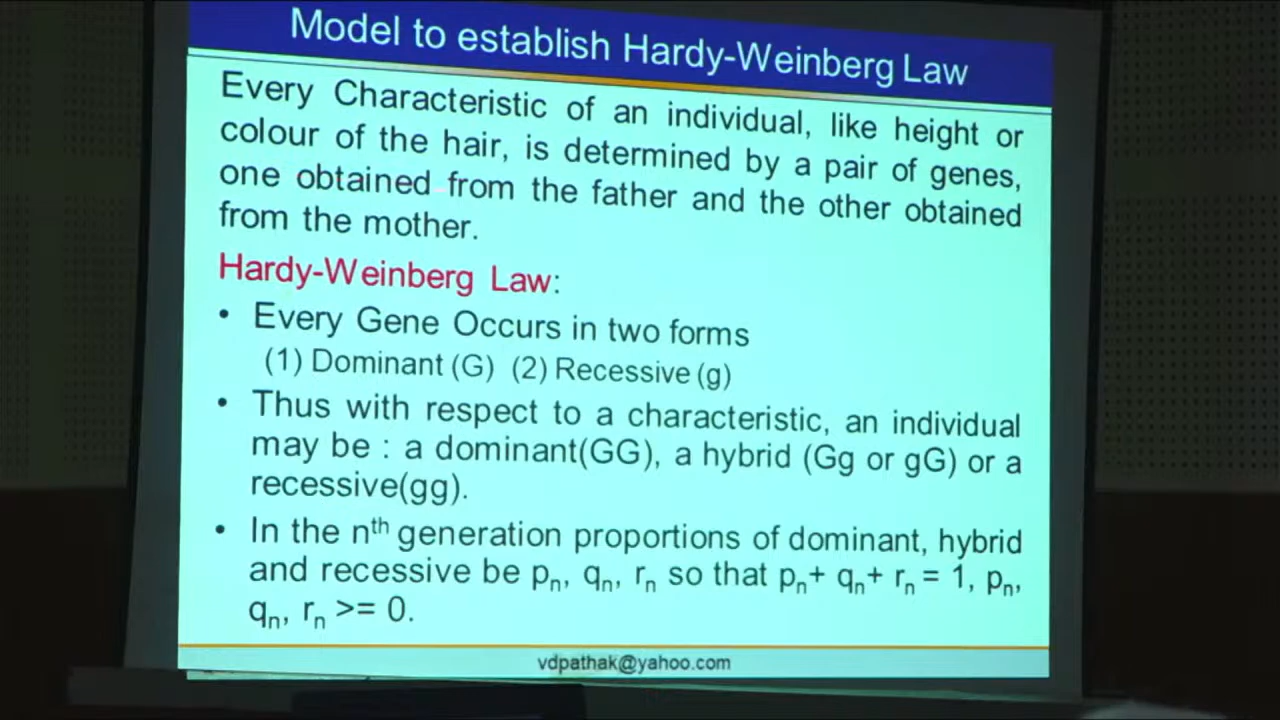 Model to establish Hardy-Weinberg Law
Every Characteristic of an individual, like height or
colour of the hair, is determined by a pair of genes,
one obtained from the father and the other obtained
from the mother.
Hardy-Weinberg Law:
• Every Gene Occurs in two forms
(1) Dominant (G) (2) Recessive (g)
• Thus with respect to a characteristic, an individual
may be : a dominant(GG), a hybrid (Gg or gG) or a
recessive(gg).
• In the nth generation proportions of dominant, hybrid
and recessive be pn, qn, rn so that pn+ qn+ rn = 1, pn,
qn, rn >= 0.
vdpathak@yahoo.com